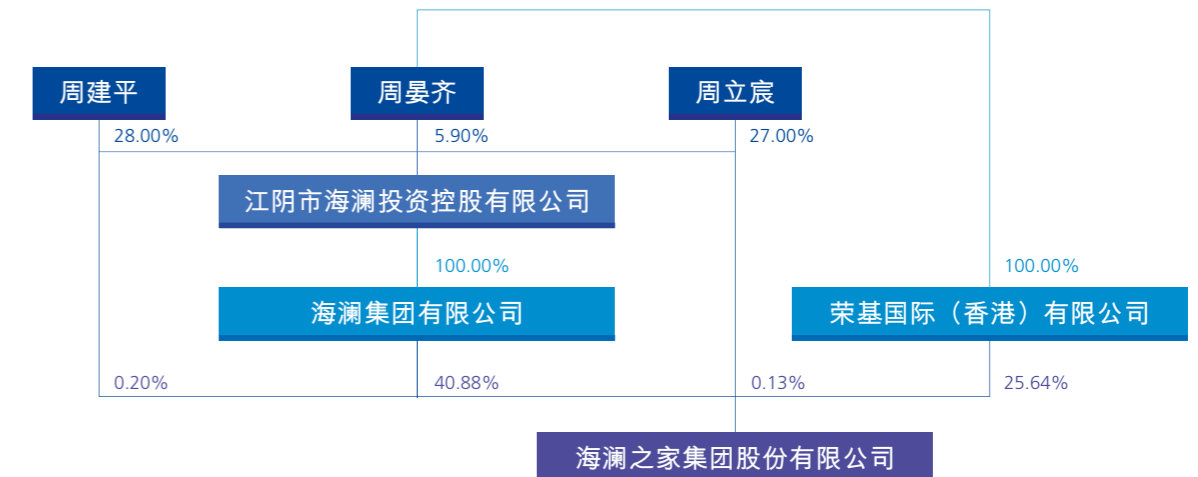 周建平
周晏齐
周立宸
28.00%
5.90%
27.00%
江阴市海澜投资控股有限公司
100.00%
100.00%
海澜集团有限公司
荣基国际（香港）有限公司
0.20%
40.88%
0.13%
25.64%
海澜之家集团股份有限公司